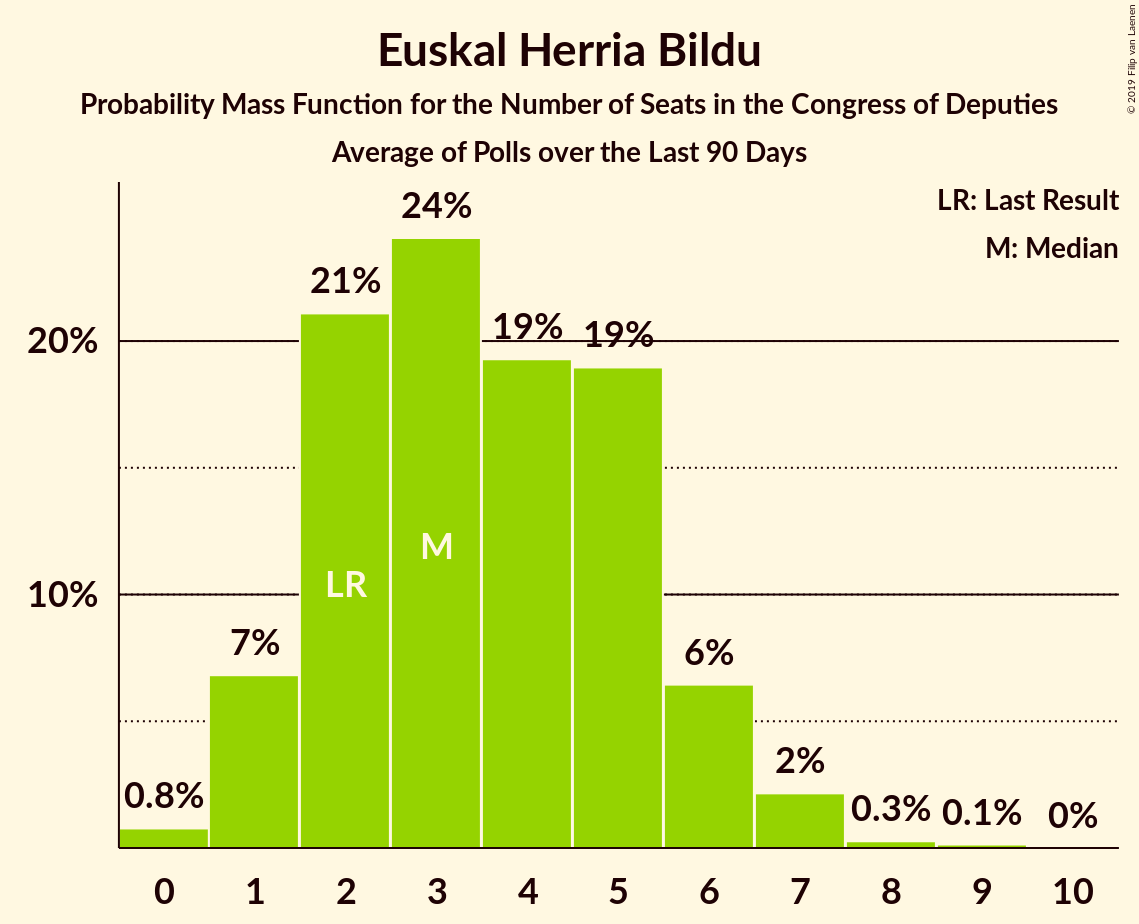 Euskal Herria Bildu
Probability Mass Function for the Number of Seats in the Congress of Deputies
Average of Polls over the Last 90 Days
© 2019 Filip van Laenen
LR: Last Result
M: Median
24%
21%
19%
19%
20%
M
LR
10%
7%
6%
2%
0.8%
0.3%
0.1%
0%
0 1 2 3 4 5 6 7 8 9 10